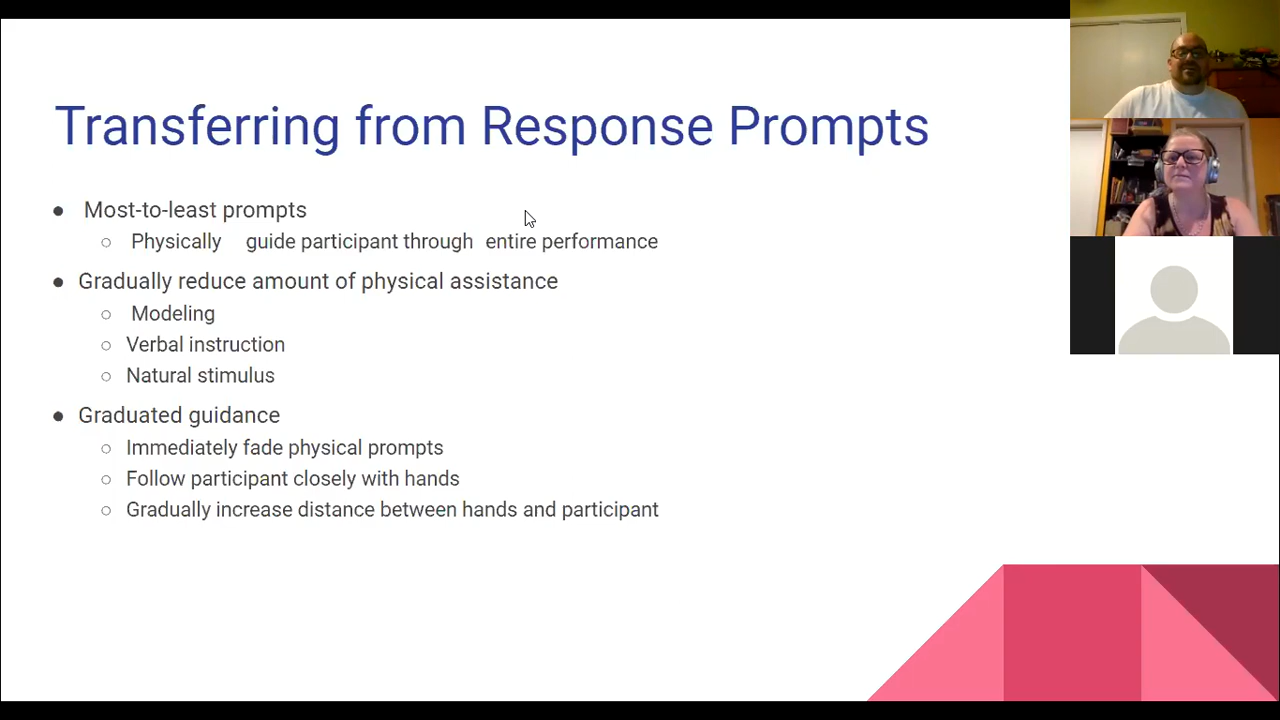 Transferring from Response Prompts
● Most-to-least prompts
○ Physically guide participant through entire performance
● Gradually reduce amount of physical assistance
○ Modeling
○ Verbal instruction
○ Natural stimulus
● Graduated guidance
○ Immediately fade physical prompts
○ Follow participant closely with hands
○ Gradually increase distance between hands and participant